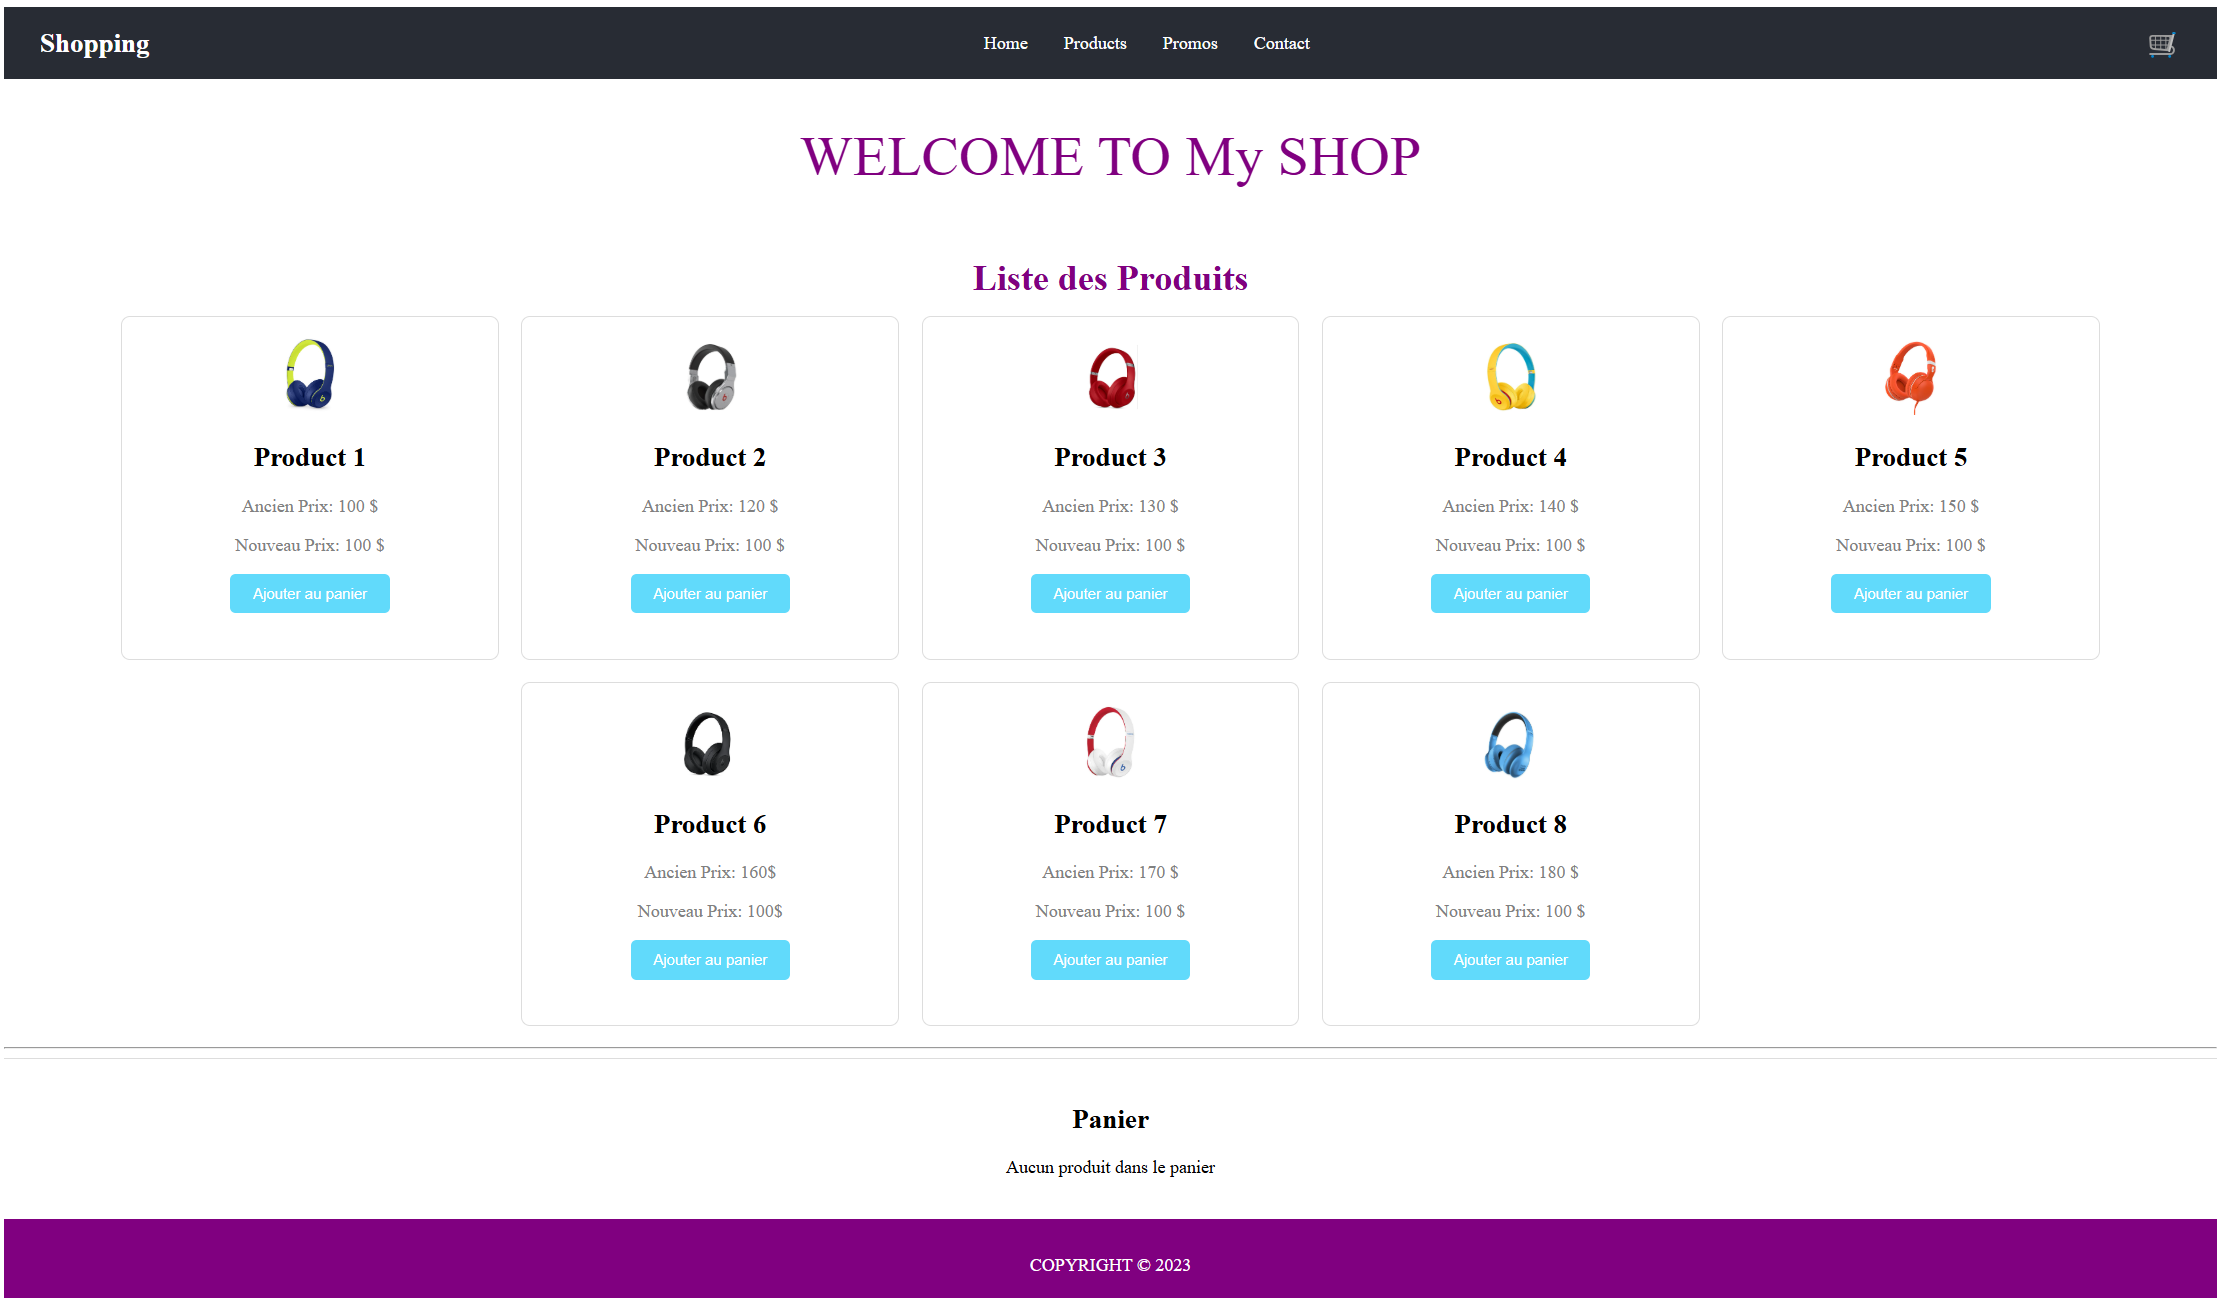 Shopping
Home Products Promos Contact
WELCOME TO My SHOP
Liste des Produits
Product 1
Ancien Prix: 100 $
Nouveau Prix: 100 $
Ajouter au panier
Product 2
Ancien Prix: 120 $
Nouveau Prix: 100 $
Ajouter au panier
Product 3
Ancien Prix: 130 $
Nouveau Prix: 100 $
Ajouter au panier
Product 4
Ancien Prix: 140 $
Nouveau Prix: 100 $
Ajouter au panier
Product 5
Ancien Prix: 150 $
Nouveau Prix: 100 $
Ajouter au panier
Product 6
Ancien Prix: 160$
Nouveau Prix: 100$
Ajouter au panier
Product 7
Ancien Prix: 170 $
Nouveau Prix: 100 $
Ajouter au panier
Product 8
Ancien Prix: 180 $
Nouveau Prix: 100 $
Ajouter au panier
Panier
Aucun produit dans le panier
COPYRIGHT © 2023